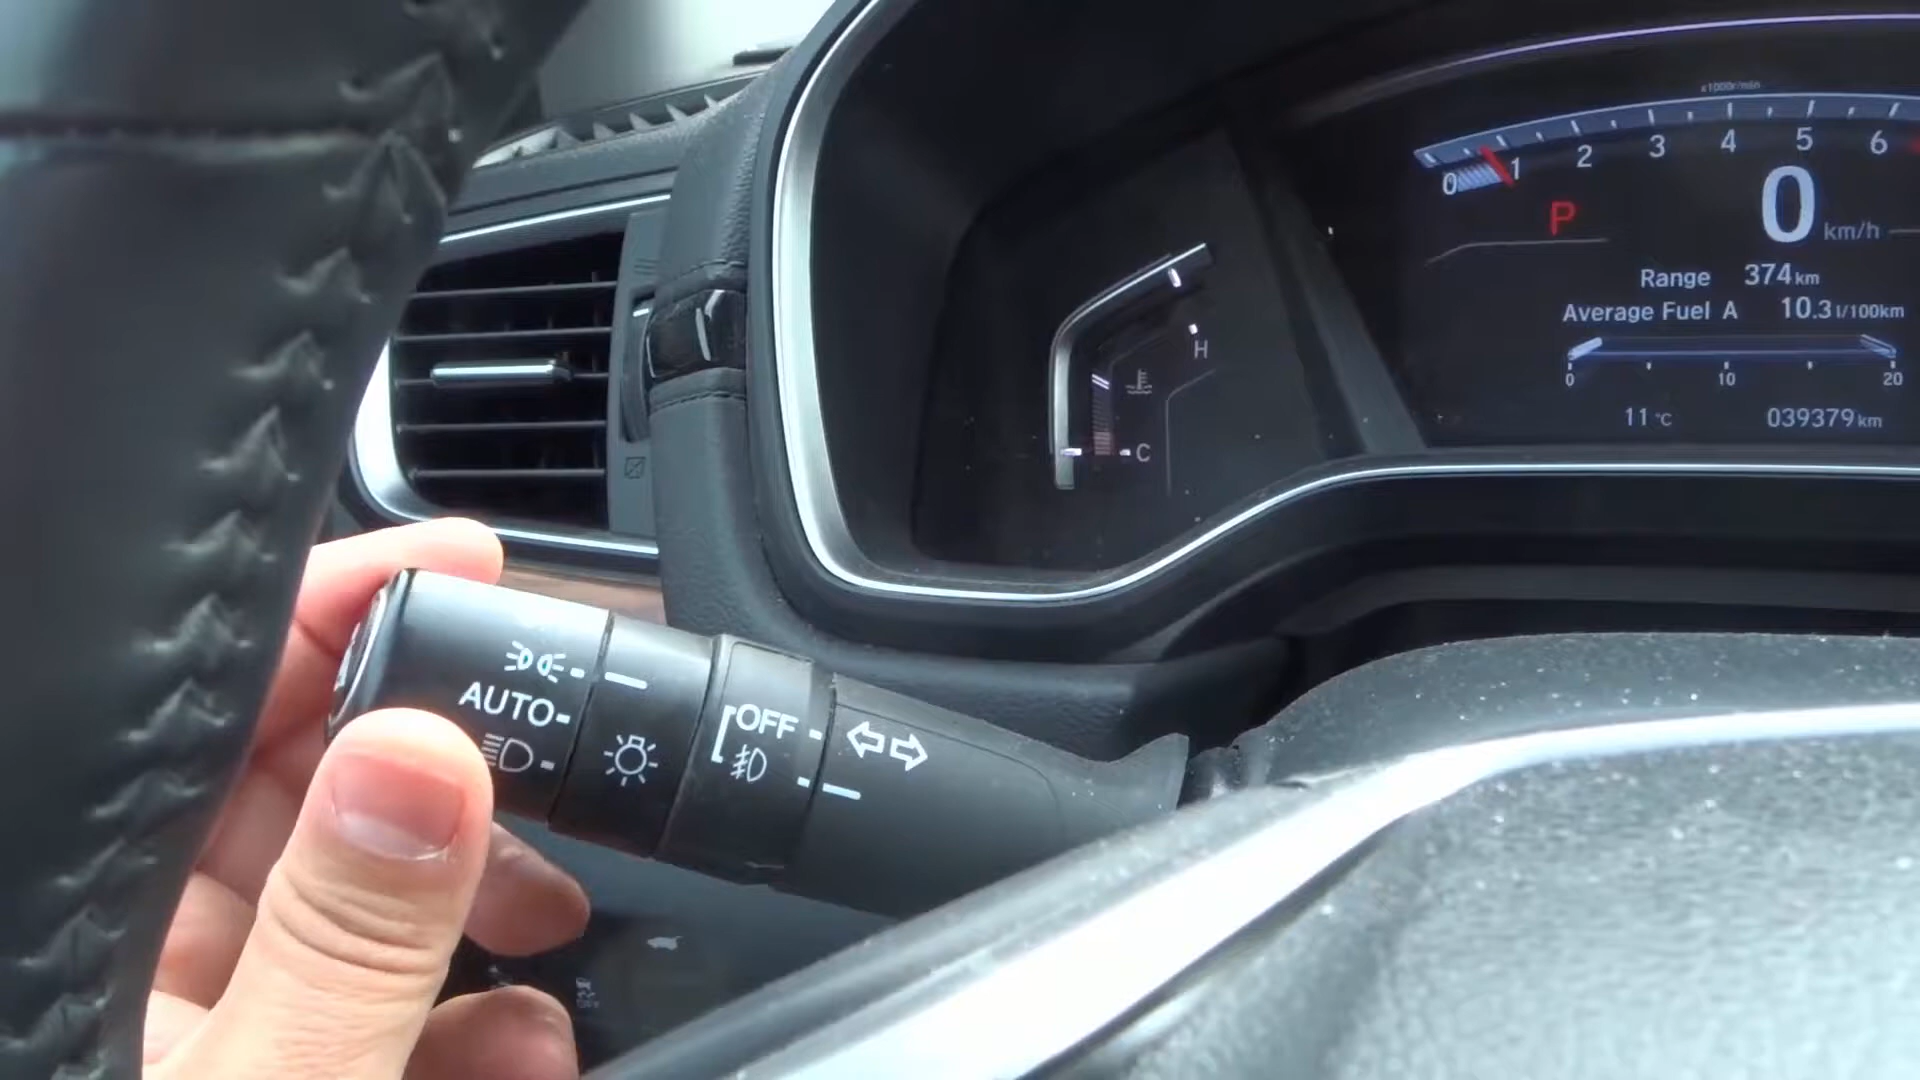 x1000r/min
0 1 2 3 4 5 6
P
0 km/h
Range 374 km
Average Fuel A 10.3 l/100km
0 10 20
11 °C 039379 km
H
C
AUTO
OFF